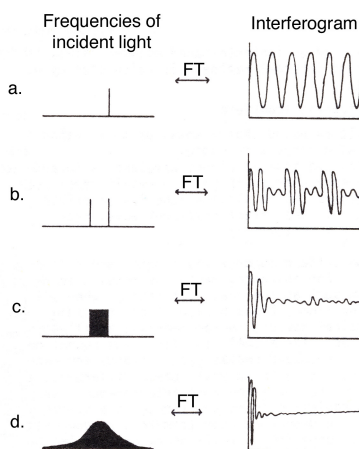 Frequencies of
incident light
Interferogram
a.
FT
b.
FT
c.
FT
d.
FT